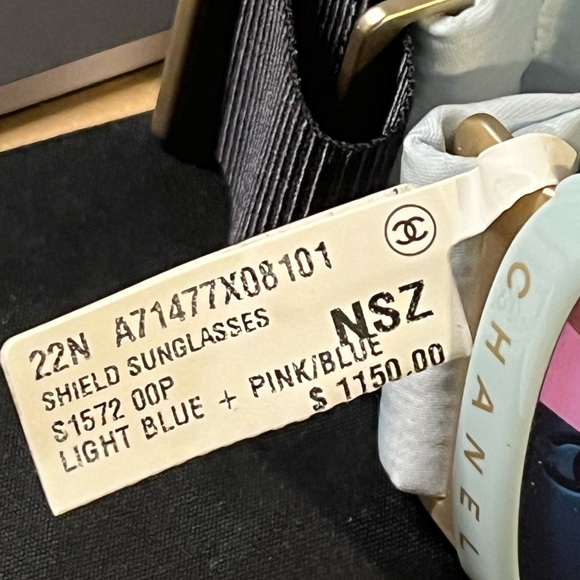 22N A71477X08101
SHIELD SUNGLASSES
NSZ
S1572 00P
LIGHT BLUE + PINK/BLUE
$ 1150.00
CHANEL